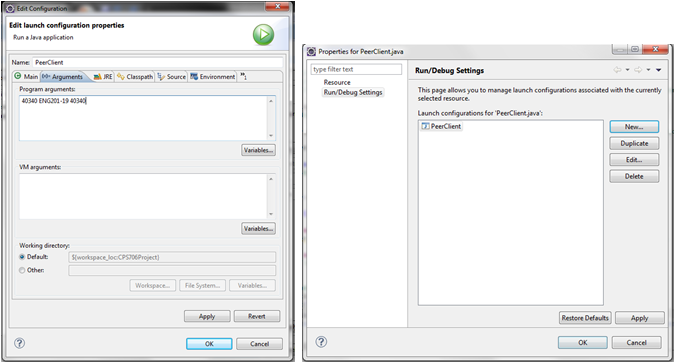 Edit Configuration
Edit launch configuration properties
Run a Java application
Name: PeerClient
Main Arguments JRE Classpath Source Environment »1
Program arguments:
40340 ENG201-19 40340
Variables...
VM arguments:
Variables...
Working directory:
Default: ${workspace_loc:CPS706Project}
Other:
Workspace... File System... Variables...
Apply Revert
OK Cancel
Properties for PeerClient.java
type filter text
Resource
Run/Debug Settings
Run/Debug Settings
This page allows you to manage launch configurations associated with the currently
selected resource.
Launch configurations for 'PeerClient.java':
PeerClient
New...
Duplicate
Edit...
Delete
Restore Defaults Apply
OK Cancel